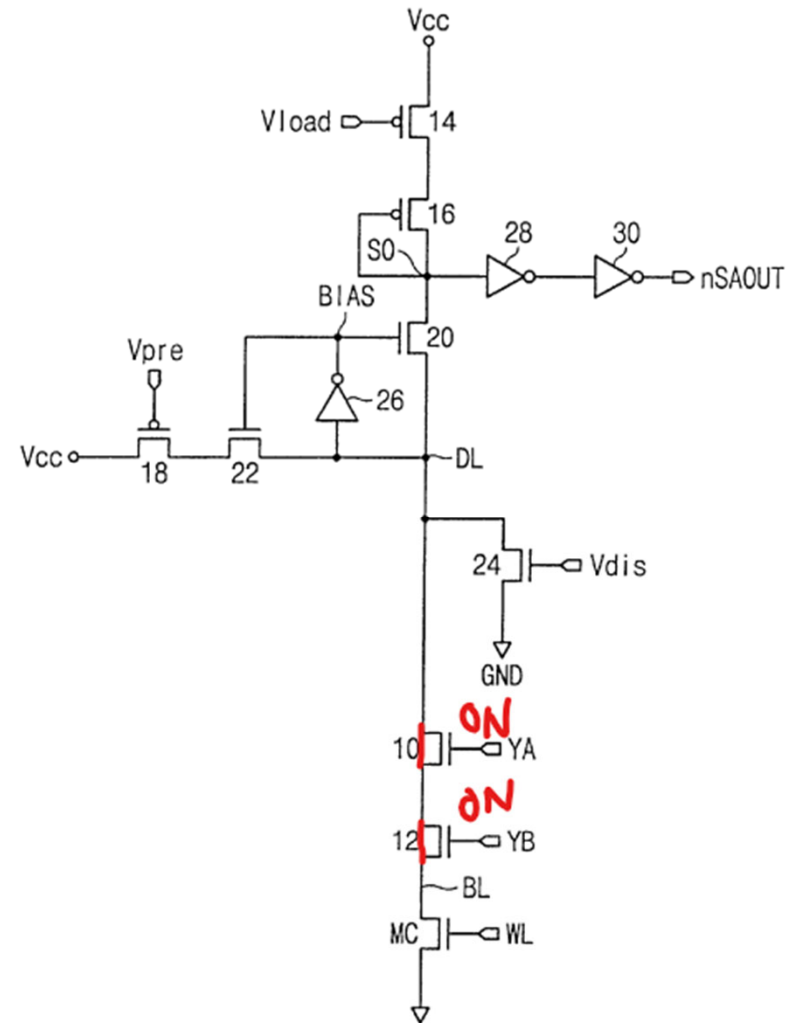 Vcc
Vload
14
16
SO
28
30
nSAOUT
BIAS
20
Vpre
26
Vcc
18
22
DL
24
Vdis
GND
ON
10
YA
ON
12
YB
BL
MC
WL